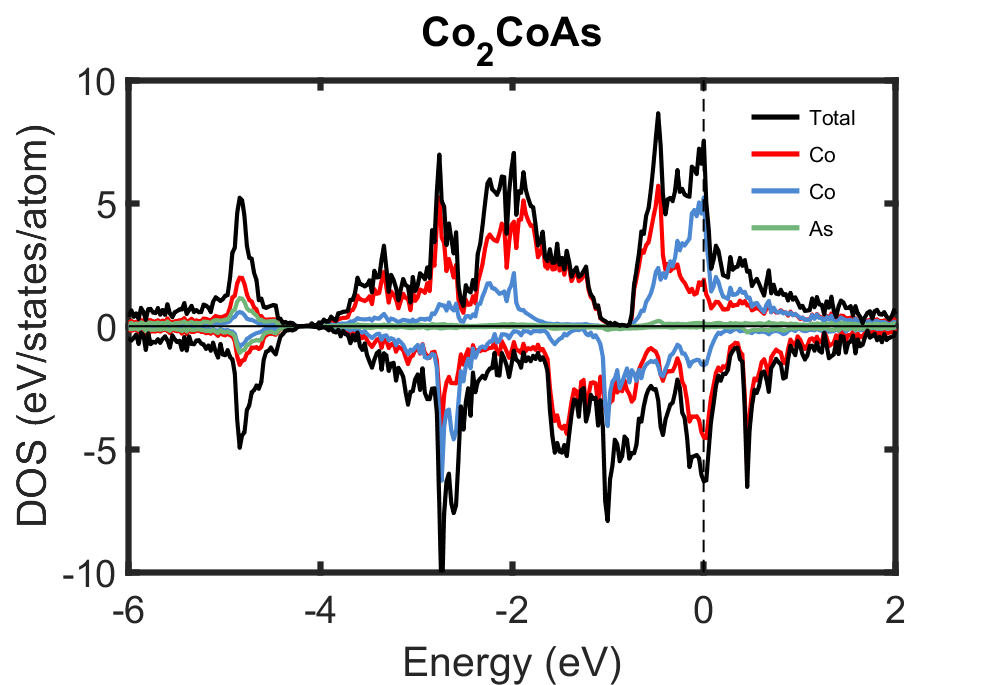 Co₂CoAs
DOS (eV/states/atom)
10
5
0
-5
-10
Total
Co
Co
As
-6 -4 -2 0 2
Energy (eV)